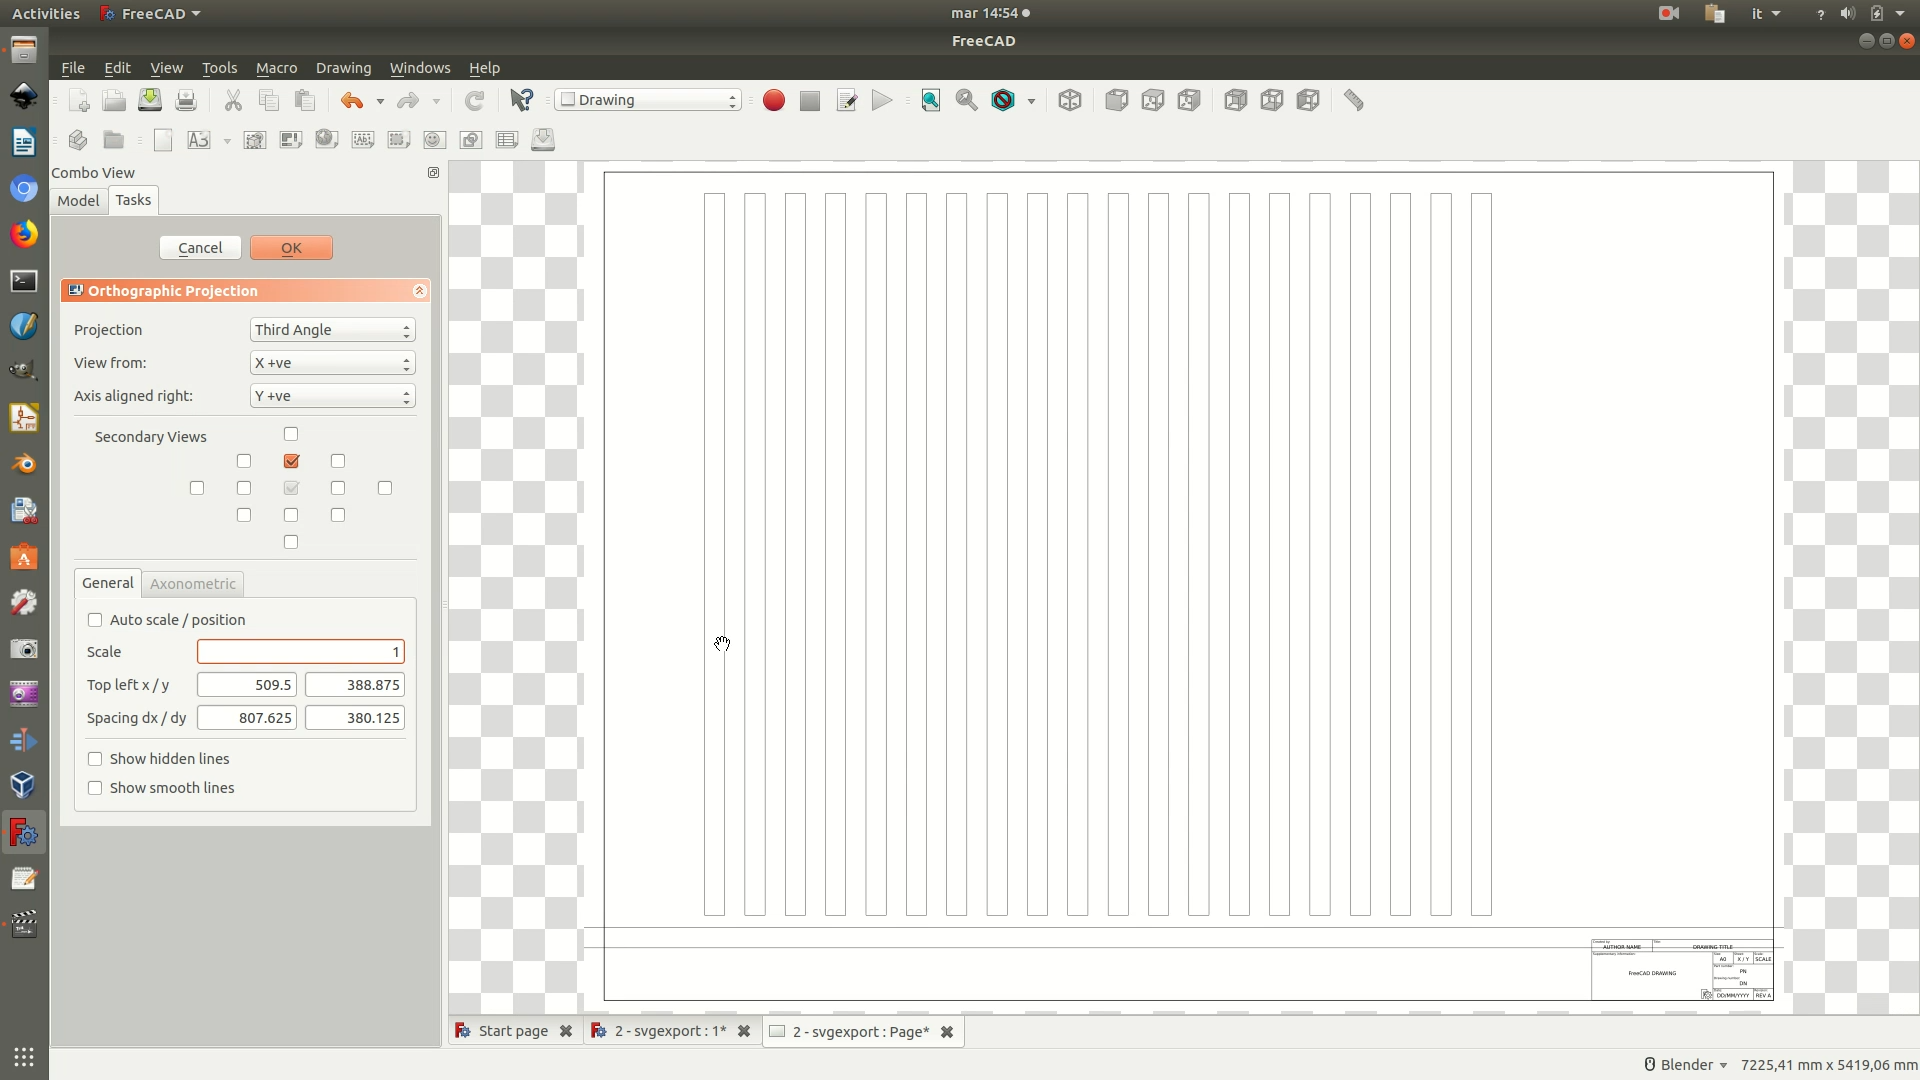 Activities FreeCAD mar 14:54 it ?
FreeCAD
File Edit View Tools Macro Drawing Windows Help
Drawing
A3
Combo View
Model Tasks
Cancel OK
Orthographic Projection
Projection Third Angle
View from: X +ve
Axis aligned right: Y +ve
Secondary Views
General Axonometric
Auto scale / position
Scale 1
Top left x / y 509.5 388.875
Spacing dx / dy 807.625 380.125
Show hidden lines
Show smooth lines
AUTHOR NAME DRAWING TITLE
FreeCAD DRAWING
A0 X / Y SCALE
PN
DN
DD/MM/YYYY REV A
Start page 2 - svgexport : 1* 2 - svgexport : Page*
Blender 7225,41 mm x 5419,06 mm